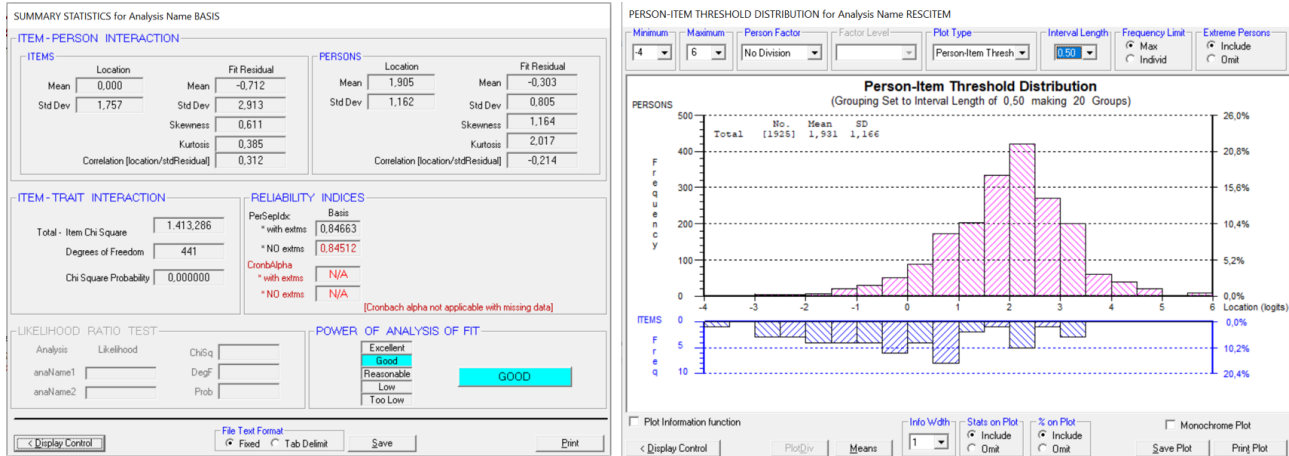 SUMMARY STATISTICS for Analysis Name BASIS
ITEM-PERSON INTERACTION
ITEMS
Location
Fit Residual
Mean 0,000
Mean -0,712
Std Dev 1,757
Std Dev 2,913
Skewness 0,611
Kurtosis 0,385
Correlation [location/stdResidual] 0,312
PERSONS
Location
Fit Residual
Mean 1,905
Mean -0,303
Std Dev 1,162
Std Dev 0,805
Skewness 1,164
Kurtosis 2,017
Correlation [location/stdResidual] -0,214
ITEM-TRAIT INTERACTION
Total - Item Chi Square 1.413,286
Degrees of Freedom 441
Chi Square Probability 0,000000
RELIABILITY INDICES
PerSepIdx: Basis
* with extms 0,84663
* NO extms 0,84512
CronbAlpha
* with extms N/A
* NO extms N/A
[Cronbach alpha not applicable with missing data]
LIKELIHOOD RATIO TEST
Analysis Likelihood
anaName1
anaName2
ChiSq
DegF
Prob
POWER OF ANALYSIS OF FIT
Excellent
Good
Reasonable
Low
Too Low
GOOD
< Display Control
File Text Format
Fixed Tab Delimit
Save
Print
PERSON-ITEM THRESHOLD DISTRIBUTION for Analysis Name RESCITEM
Minimum
-4
Maximum
6
Person Factor
No Division
Factor Level
Plot Type
Person-Item Thresh
Interval Length
0.50
Frequency Limit
Max
Individ
Extreme Persons
Include
Omit
Person-Item Threshold Distribution
(Grouping Set to Interval Length of 0,50 making 20 Groups)
PERSONS
No. Mean SD
Total [1925] 1,931 1,166
Frequency
500
400
300
200
100
0
26,0%
20,8%
15,6%
10,4%
5,2%
0,0%
-4 -3 -2 -1 0 1 2 3 4 5 6 Location (logits)
ITEMS
Freq
0
5
10
0,0%
10,2%
20,4%
Plot Information function
< Display Control
PlotDiv
Means
Info Wdth
1
Stats on Plot
Include
Omit
% on Plot
Include
Omit
Monochrome Plot
Save Plot
Print Plot